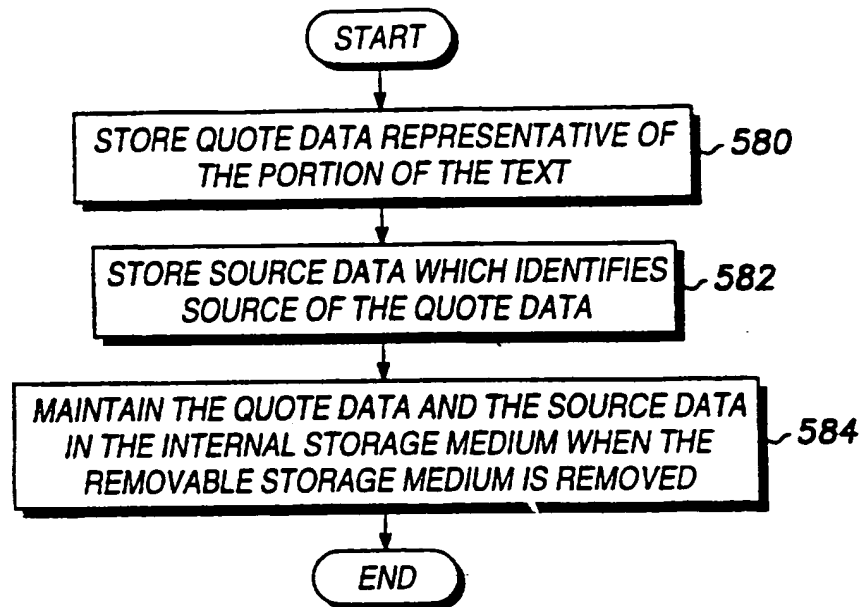 START
STORE QUOTE DATA REPRESENTATIVE OF
THE PORTION OF THE TEXT
580
STORE SOURCE DATA WHICH IDENTIFIES
SOURCE OF THE QUOTE DATA
582
MAINTAIN THE QUOTE DATA AND THE SOURCE DATA
IN THE INTERNAL STORAGE MEDIUM WHEN THE
REMOVABLE STORAGE MEDIUM IS REMOVED
584
END